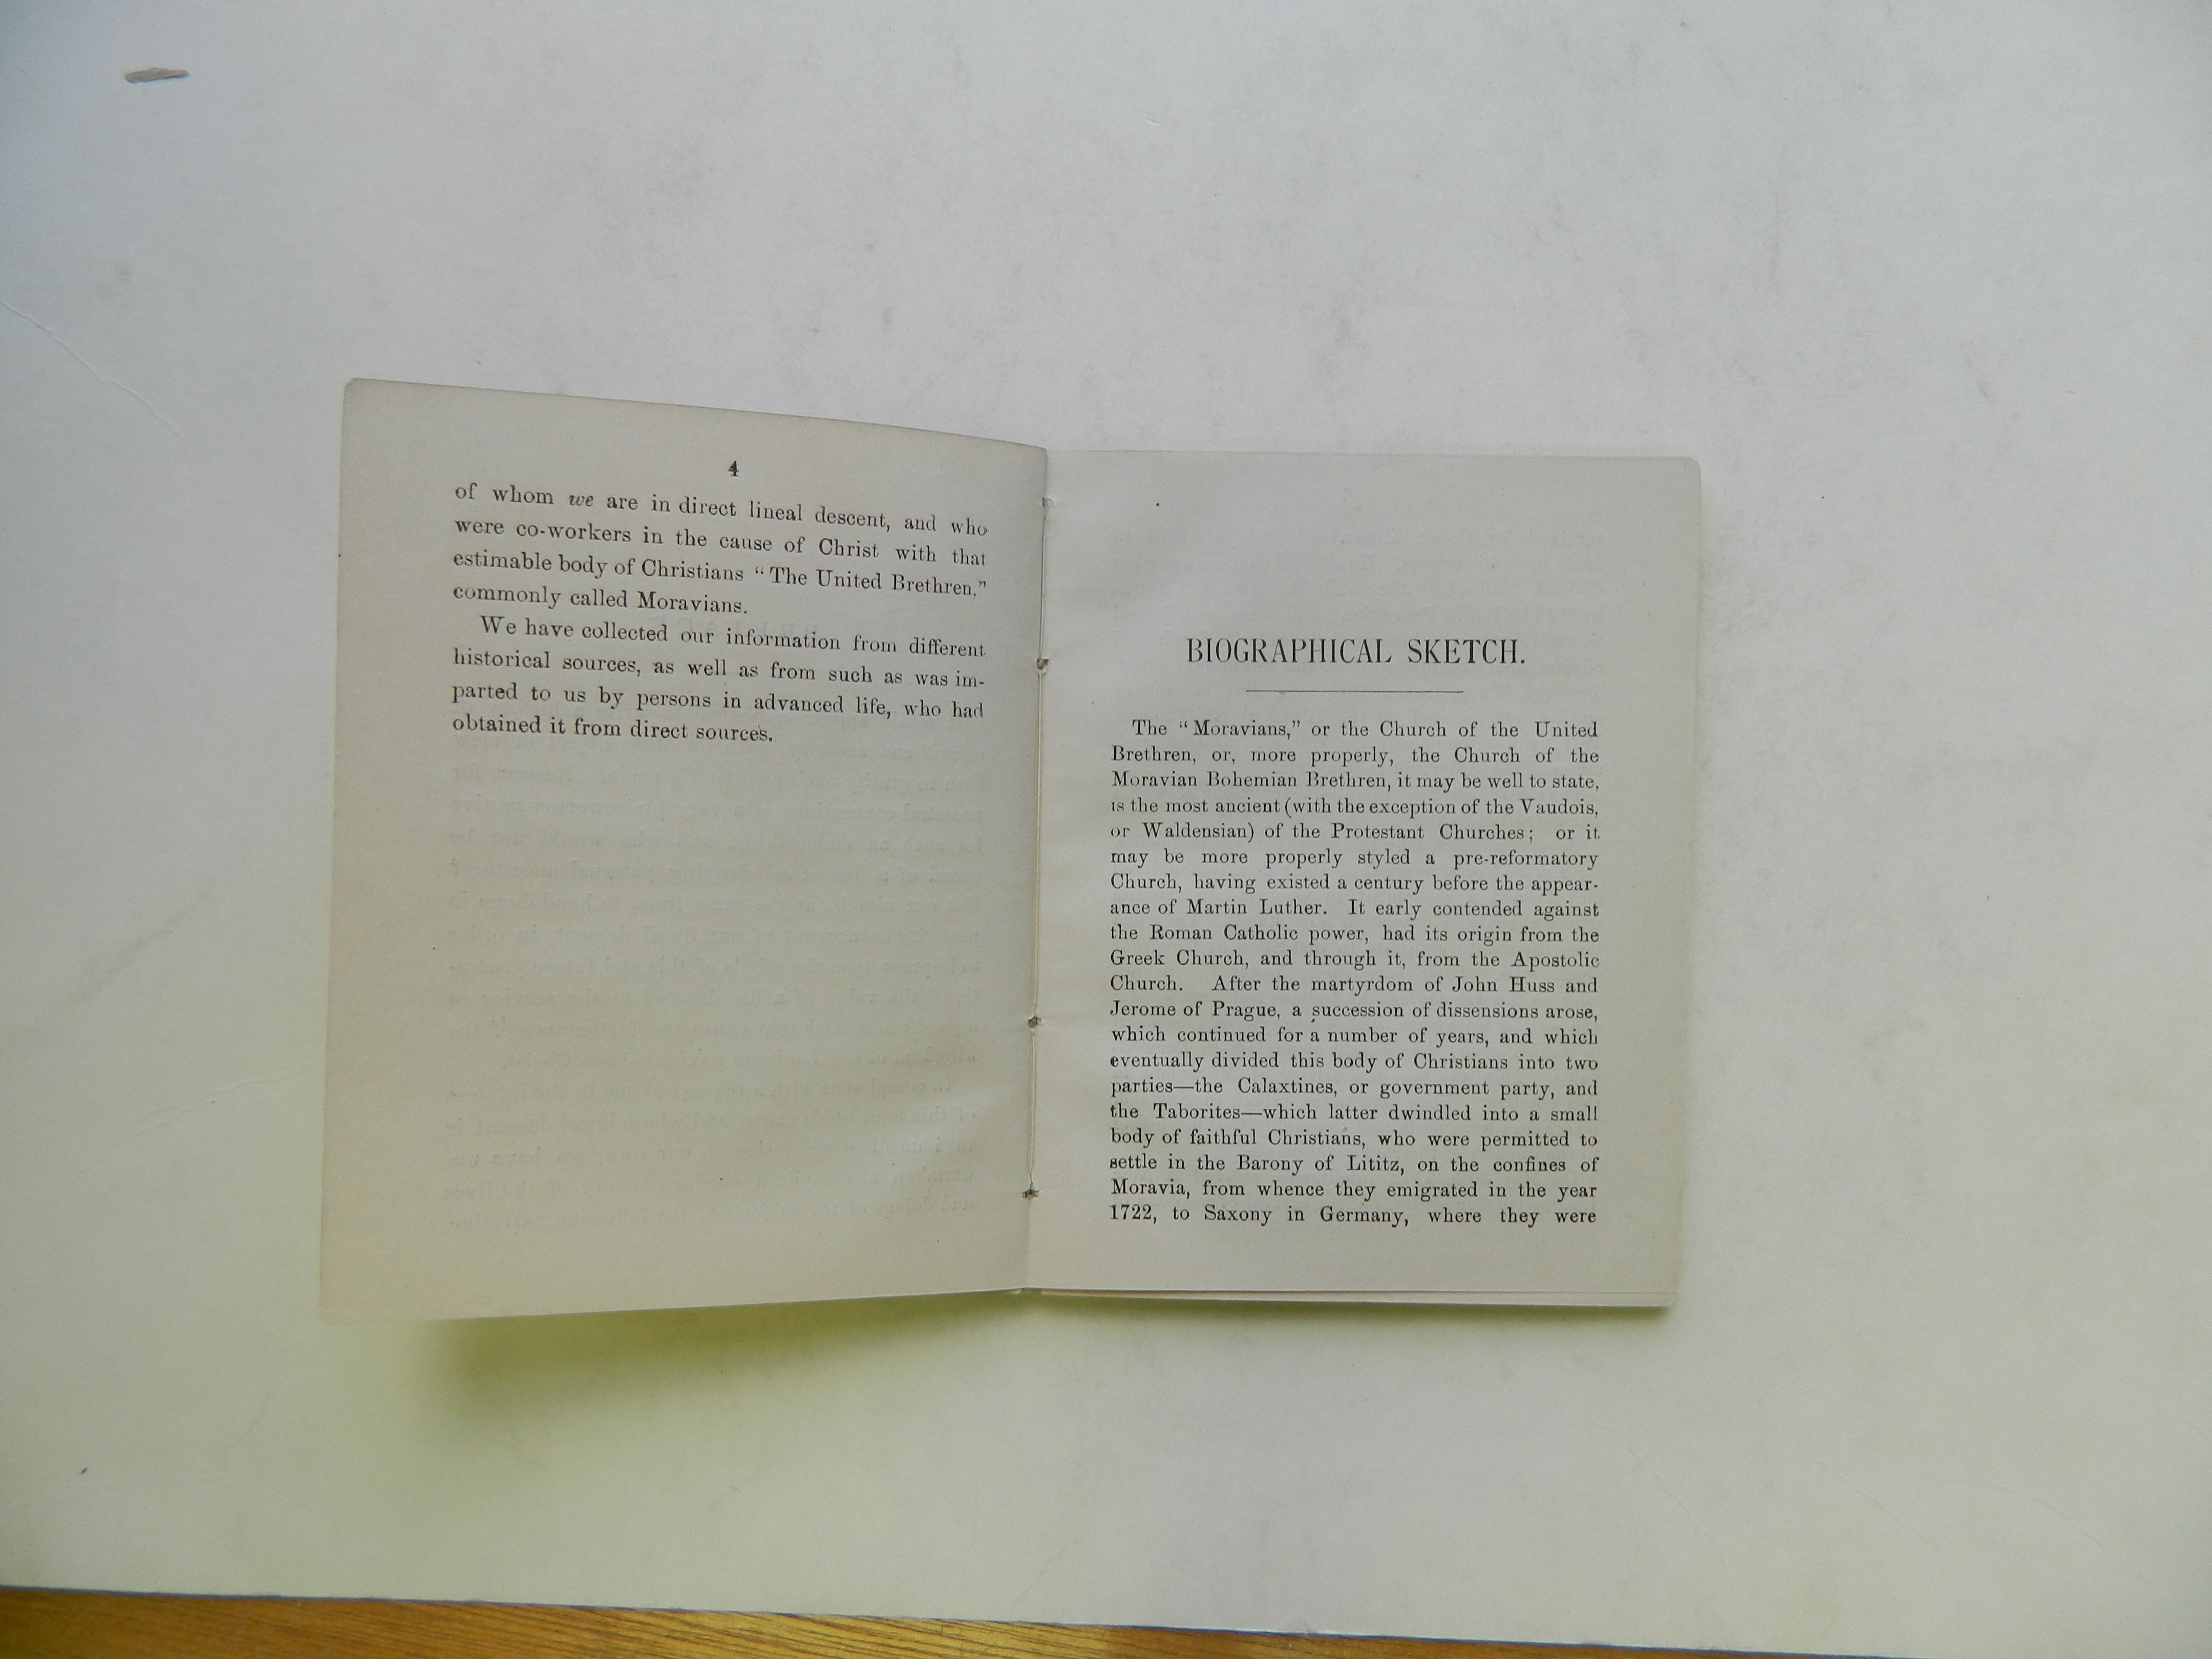 4
of whom we are in direct lineal descent, and who
were co-workers in the cause of Christ with that
estimable body of Christians “The United Brethren,”
commonly called Moravians.
We have collected our information from different
historical sources, as well as from such as was im-
parted to us by persons in advanced life, who had
obtained it from direct sources.
BIOGRAPHICAL SKETCH.
The “Moravians,” or the Church of the United
Brethren, or, more properly, the Church of the
Moravian Bohemian Brethren, it may be well to state,
is the most ancient (with the exception of the Vaudois,
or Waldensian) of the Protestant Churches; or it
may be more properly styled a pre-reformatory
Church, having existed a century before the appear-
ance of Martin Luther. It early contended against
the Roman Catholic power, had its origin from the
Greek Church, and through it, from the Apostolic
Church. After the martyrdom of John Huss and
Jerome of Prague, a succession of dissensions arose,
which continued for a number of years, and which
eventually divided this body of Christians into two
parties—the Calaxtines, or government party, and
the Taborites—which latter dwindled into a small
body of faithful Christians, who were permitted to
settle in the Barony of Lititz, on the confines of
Moravia, from whence they emigrated in the year
1722, to Saxony in Germany, where they were